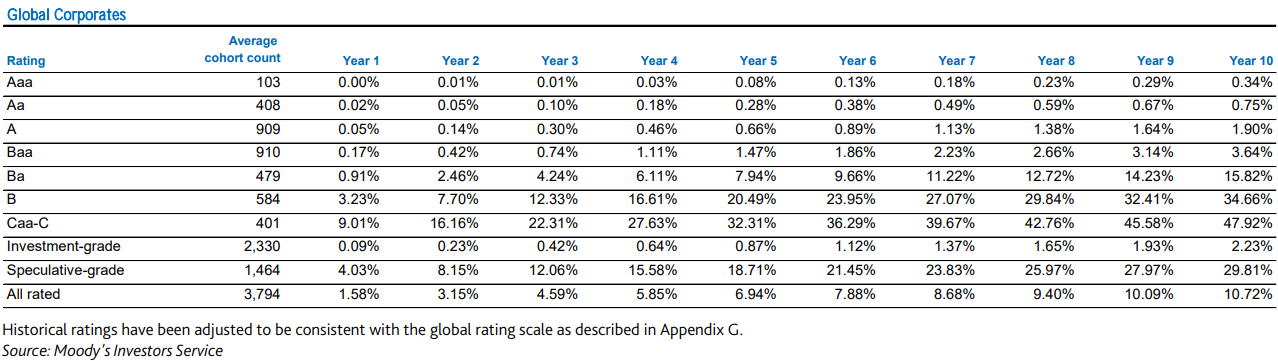 Global Corporates
Average
Rating cohort count Year 1 Year 2 Year 3 Year 4 Year 5 Year 6 Year 7 Year 8 Year 9 Year 10
Aaa 103 0.00% 0.01% 0.01% 0.03% 0.08% 0.13% 0.18% 0.23% 0.29% 0.34%
Aa 408 0.02% 0.05% 0.10% 0.18% 0.28% 0.38% 0.49% 0.59% 0.67% 0.75%
A 909 0.05% 0.14% 0.30% 0.46% 0.66% 0.89% 1.13% 1.38% 1.64% 1.90%
Baa 910 0.17% 0.42% 0.74% 1.11% 1.47% 1.86% 2.23% 2.66% 3.14% 3.64%
Ba 479 0.91% 2.46% 4.24% 6.11% 7.94% 9.66% 11.22% 12.72% 14.23% 15.82%
B 584 3.23% 7.70% 12.33% 16.61% 20.49% 23.95% 27.07% 29.84% 32.41% 34.66%
Caa-C 401 9.01% 16.16% 22.31% 27.63% 32.31% 36.29% 39.67% 42.76% 45.58% 47.92%
Investment-grade 2,330 0.09% 0.23% 0.42% 0.64% 0.87% 1.12% 1.37% 1.65% 1.93% 2.23%
Speculative-grade 1,464 4.03% 8.15% 12.06% 15.58% 18.71% 21.45% 23.83% 25.97% 27.97% 29.81%
All rated 3,794 1.58% 3.15% 4.59% 5.85% 6.94% 7.88% 8.68% 9.40% 10.09% 10.72%
Historical ratings have been adjusted to be consistent with the global rating scale as described in Appendix G.
Source: Moody's Investors Service